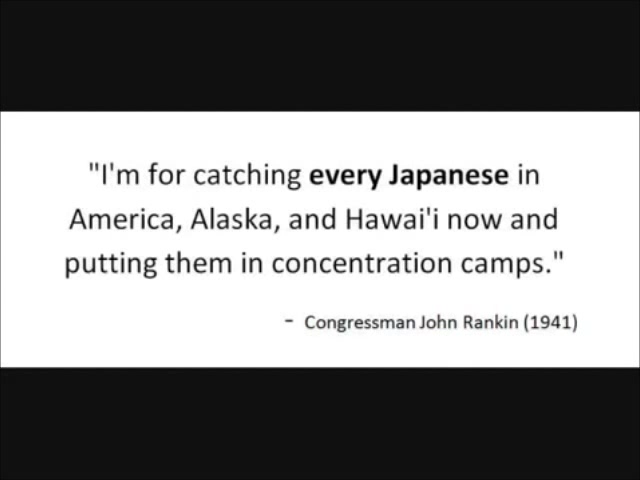 "I'm for catching every Japanese in
America, Alaska, and Hawai'i now and
putting them in concentration camps."
- Congressman John Rankin (1941)